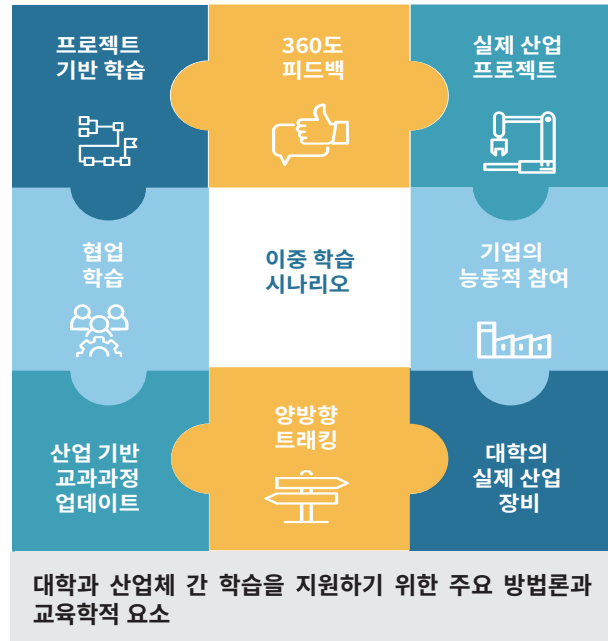 프로젝트
기반 학습
360도
피드백
실제 산업
프로젝트
협업
학습
이중 학습
시나리오
기업의
능동적 참여
산업 기반
교과과정
업데이트
양방향
트래킹
대학의
실제 산업
장비
대학과 산업체 간 학습을 지원하기 위한 주요 방법론과
교육학적 요소